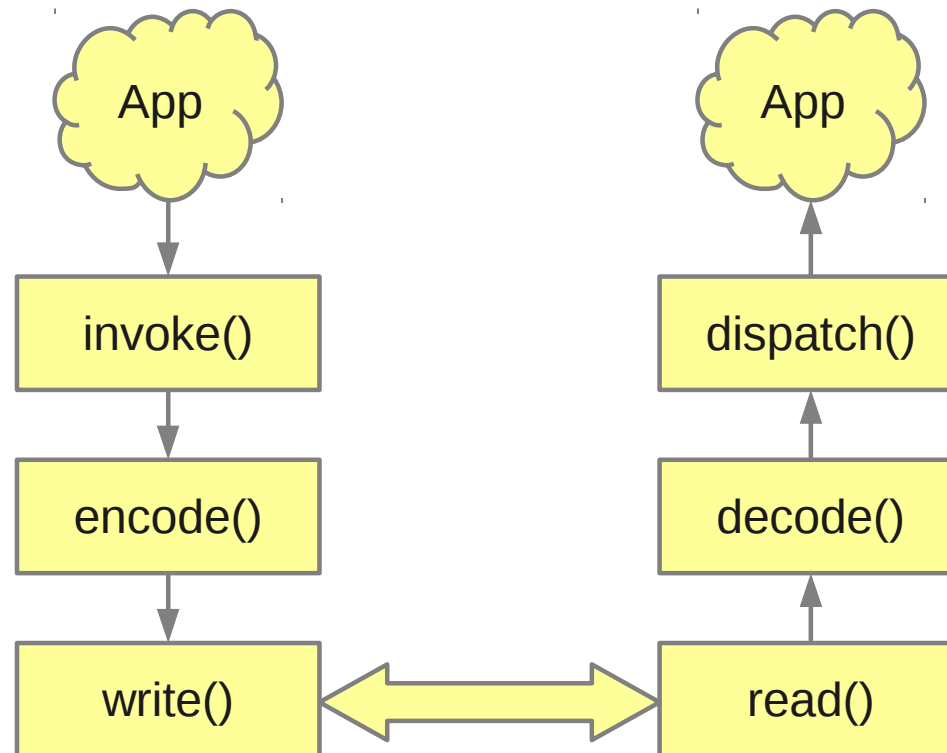 App
invoke()
encode()
write()
App
dispatch()
decode()
read()